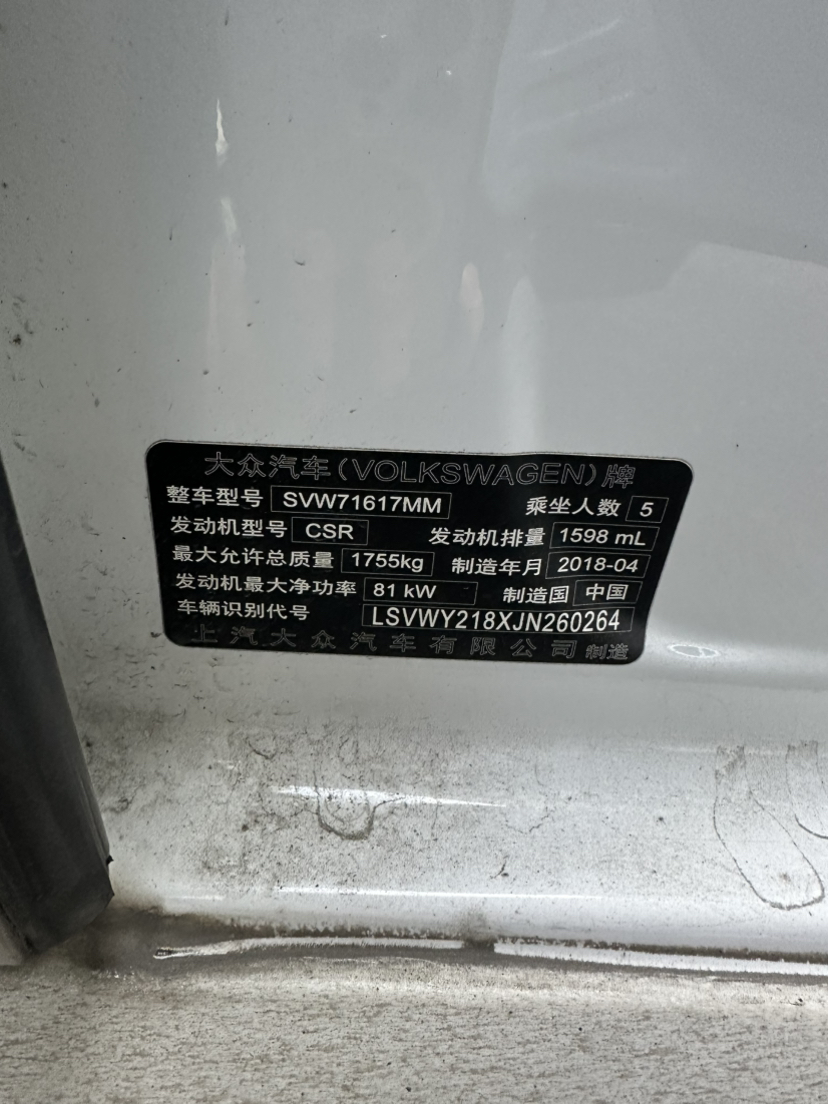 大众汽车(VOLKSWAGEN)牌
整车型号 SVW71617MM 乘坐人数 5
发动机型号 CSR 发动机排量 1598 mL
最大允许总质量 1755kg 制造年月 2018-04
发动机最大净功率 81 kW 制造国 中国
车辆识别代号 LSVWY218XJN260264
上汽大众汽车有限公司 制造